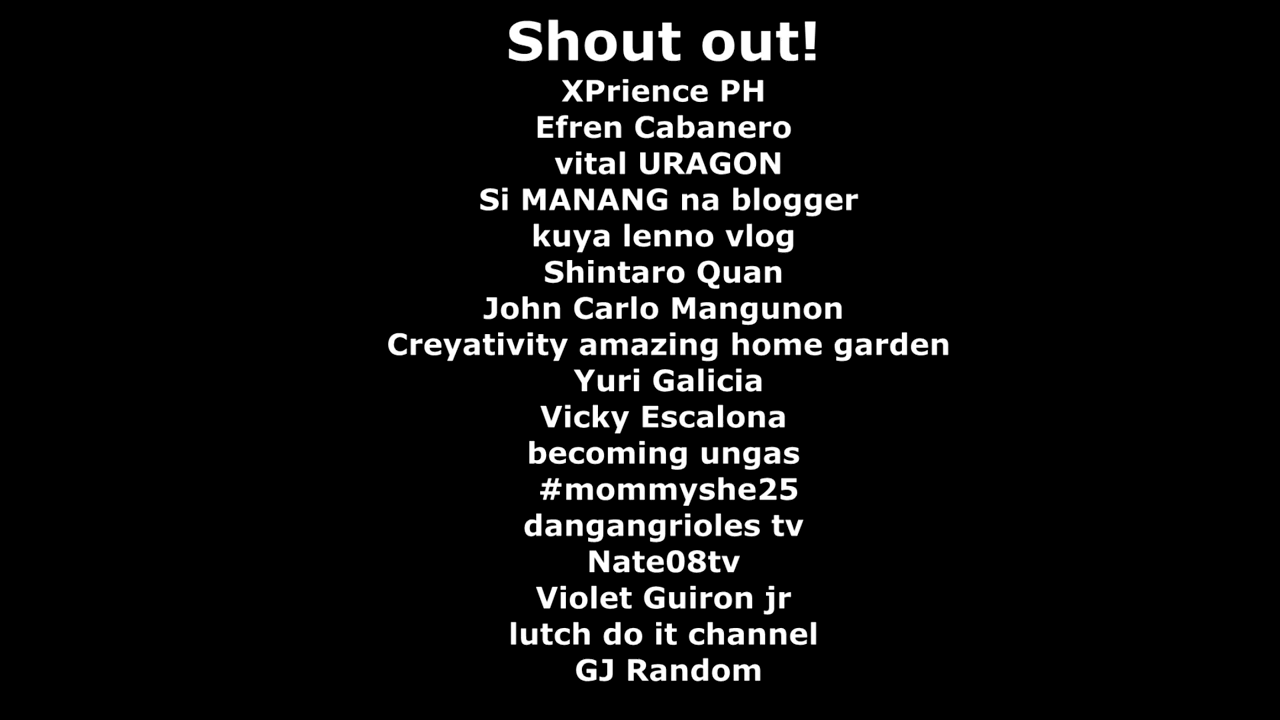 Shout out!
XPrience PH
Efren Cabanero
vital URAGON
Si MANANG na blogger
kuya lenno vlog
Shintaro Quan
John Carlo Mangunon
Creyativity amazing home garden
Yuri Galicia
Vicky Escalona
becoming ungas
#mommyshe25
dangangrioles tv
Nate08tv
Violet Guiron jr
lutch do it channel
GJ Random